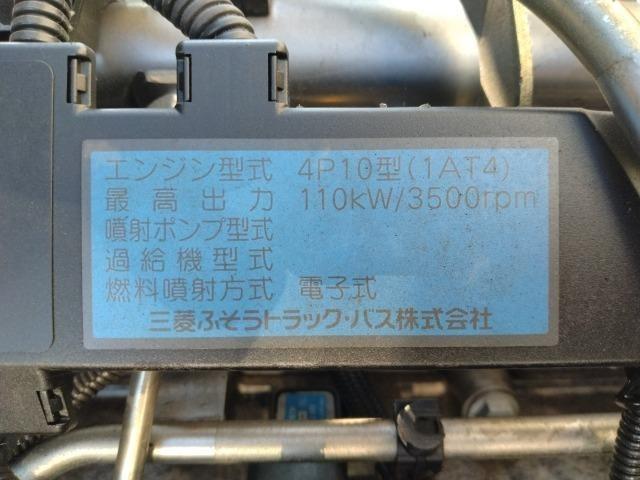 エンジン型式 4P10型(1AT4)
最高出力 110kW/3500rpm
噴射ポンプ型式
過給機型式
燃料噴射方式 電子式
三菱ふそうトラック・バス株式会社